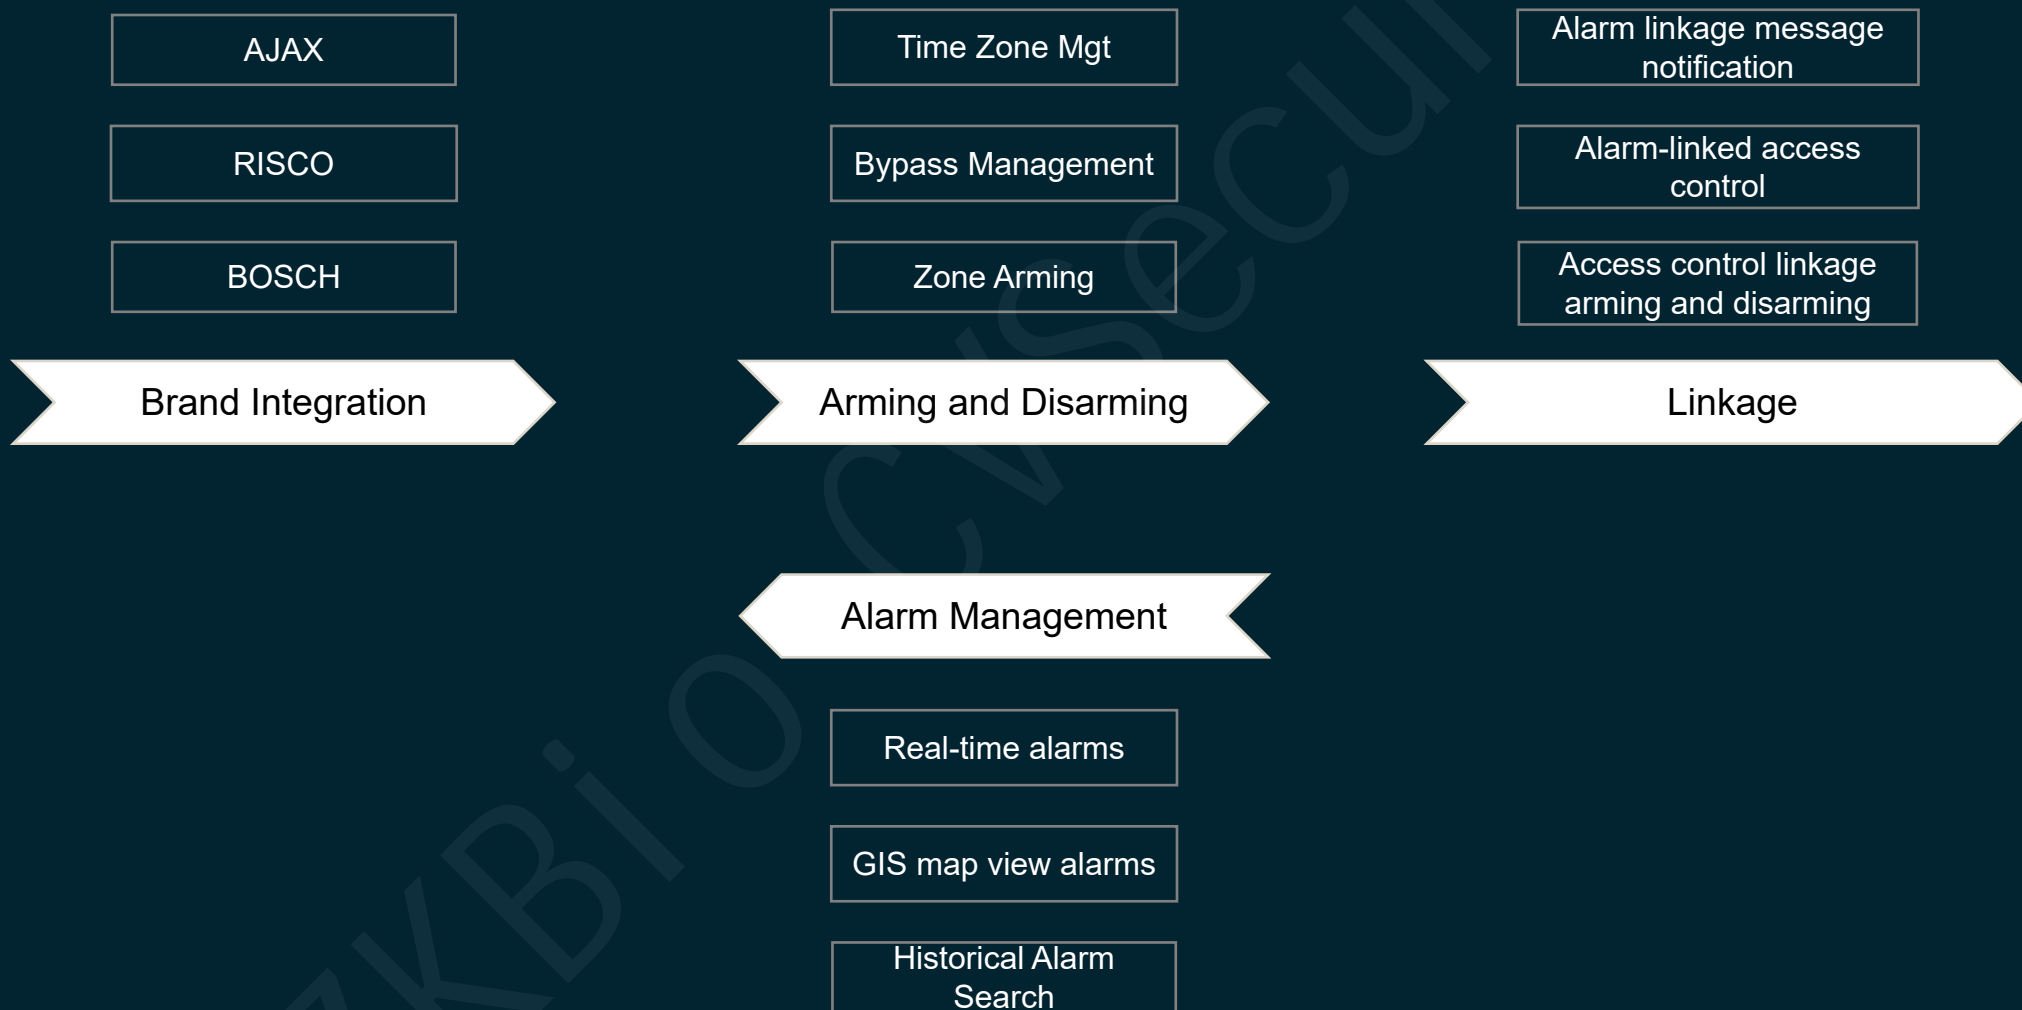 AJAX
Time Zone Mgt
Alarm linkage message
notification
RISCO
Bypass Management
Alarm-linked access
control
BOSCH
Zone Arming
Access control linkage
arming and disarming
Brand Integration
Arming and Disarming
Linkage
Alarm Management
Real-time alarms
GIS map view alarms
Historical Alarm
Search
ZKBio CVSecuri